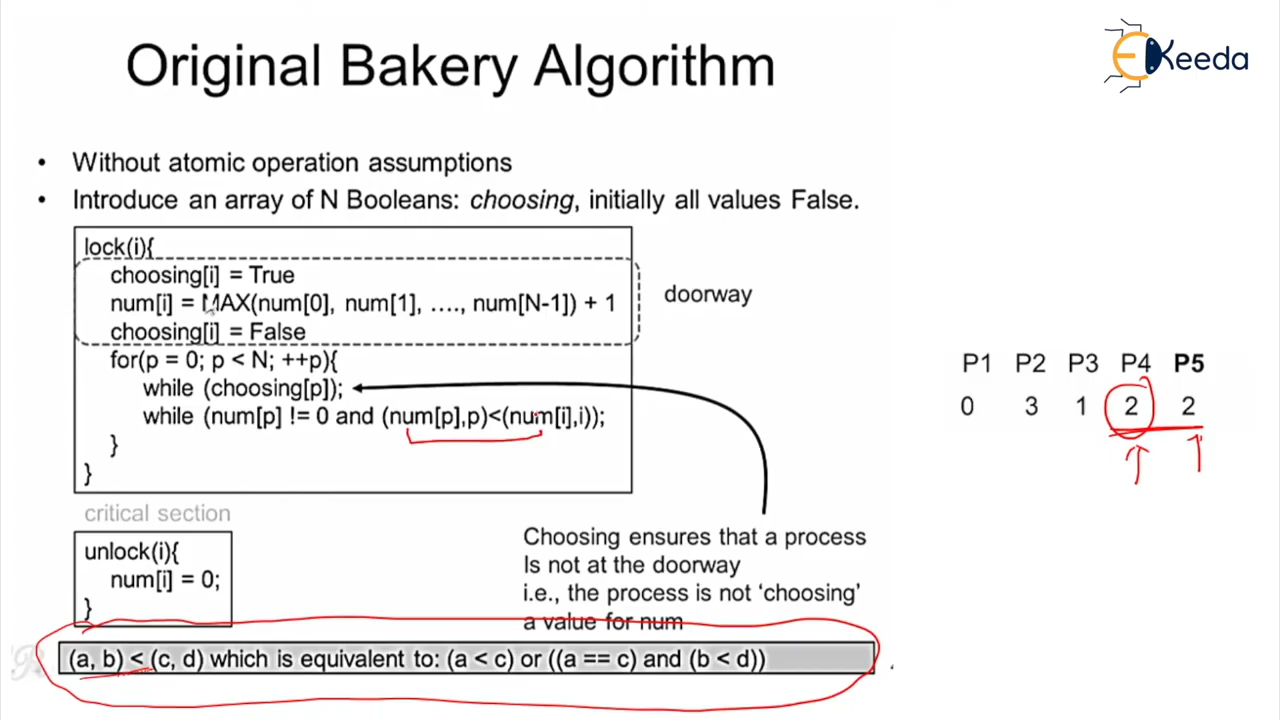 Original Bakery Algorithm
Keeda
• Without atomic operation assumptions
• Introduce an array of N Booleans: choosing, initially all values False.
lock(i){
choosing[i] = True
num[i] = MAX(num[0], num[1], …., num[N-1]) + 1
choosing[i] = False
for(p = 0; p < N; ++p){
while (choosing[p]);
while (num[p] != 0 and (num[p],p)<(num[i],i));
}
}
doorway
P1 P2 P3 P4 P5
0 3 1 2 2
critical section
unlock(i){
num[i] = 0;
}
Choosing ensures that a process
Is not at the doorway
i.e., the process is not ‘choosing’
a value for num
(a, b) < (c, d) which is equivalent to: (a < c) or ((a == c) and (b < d))